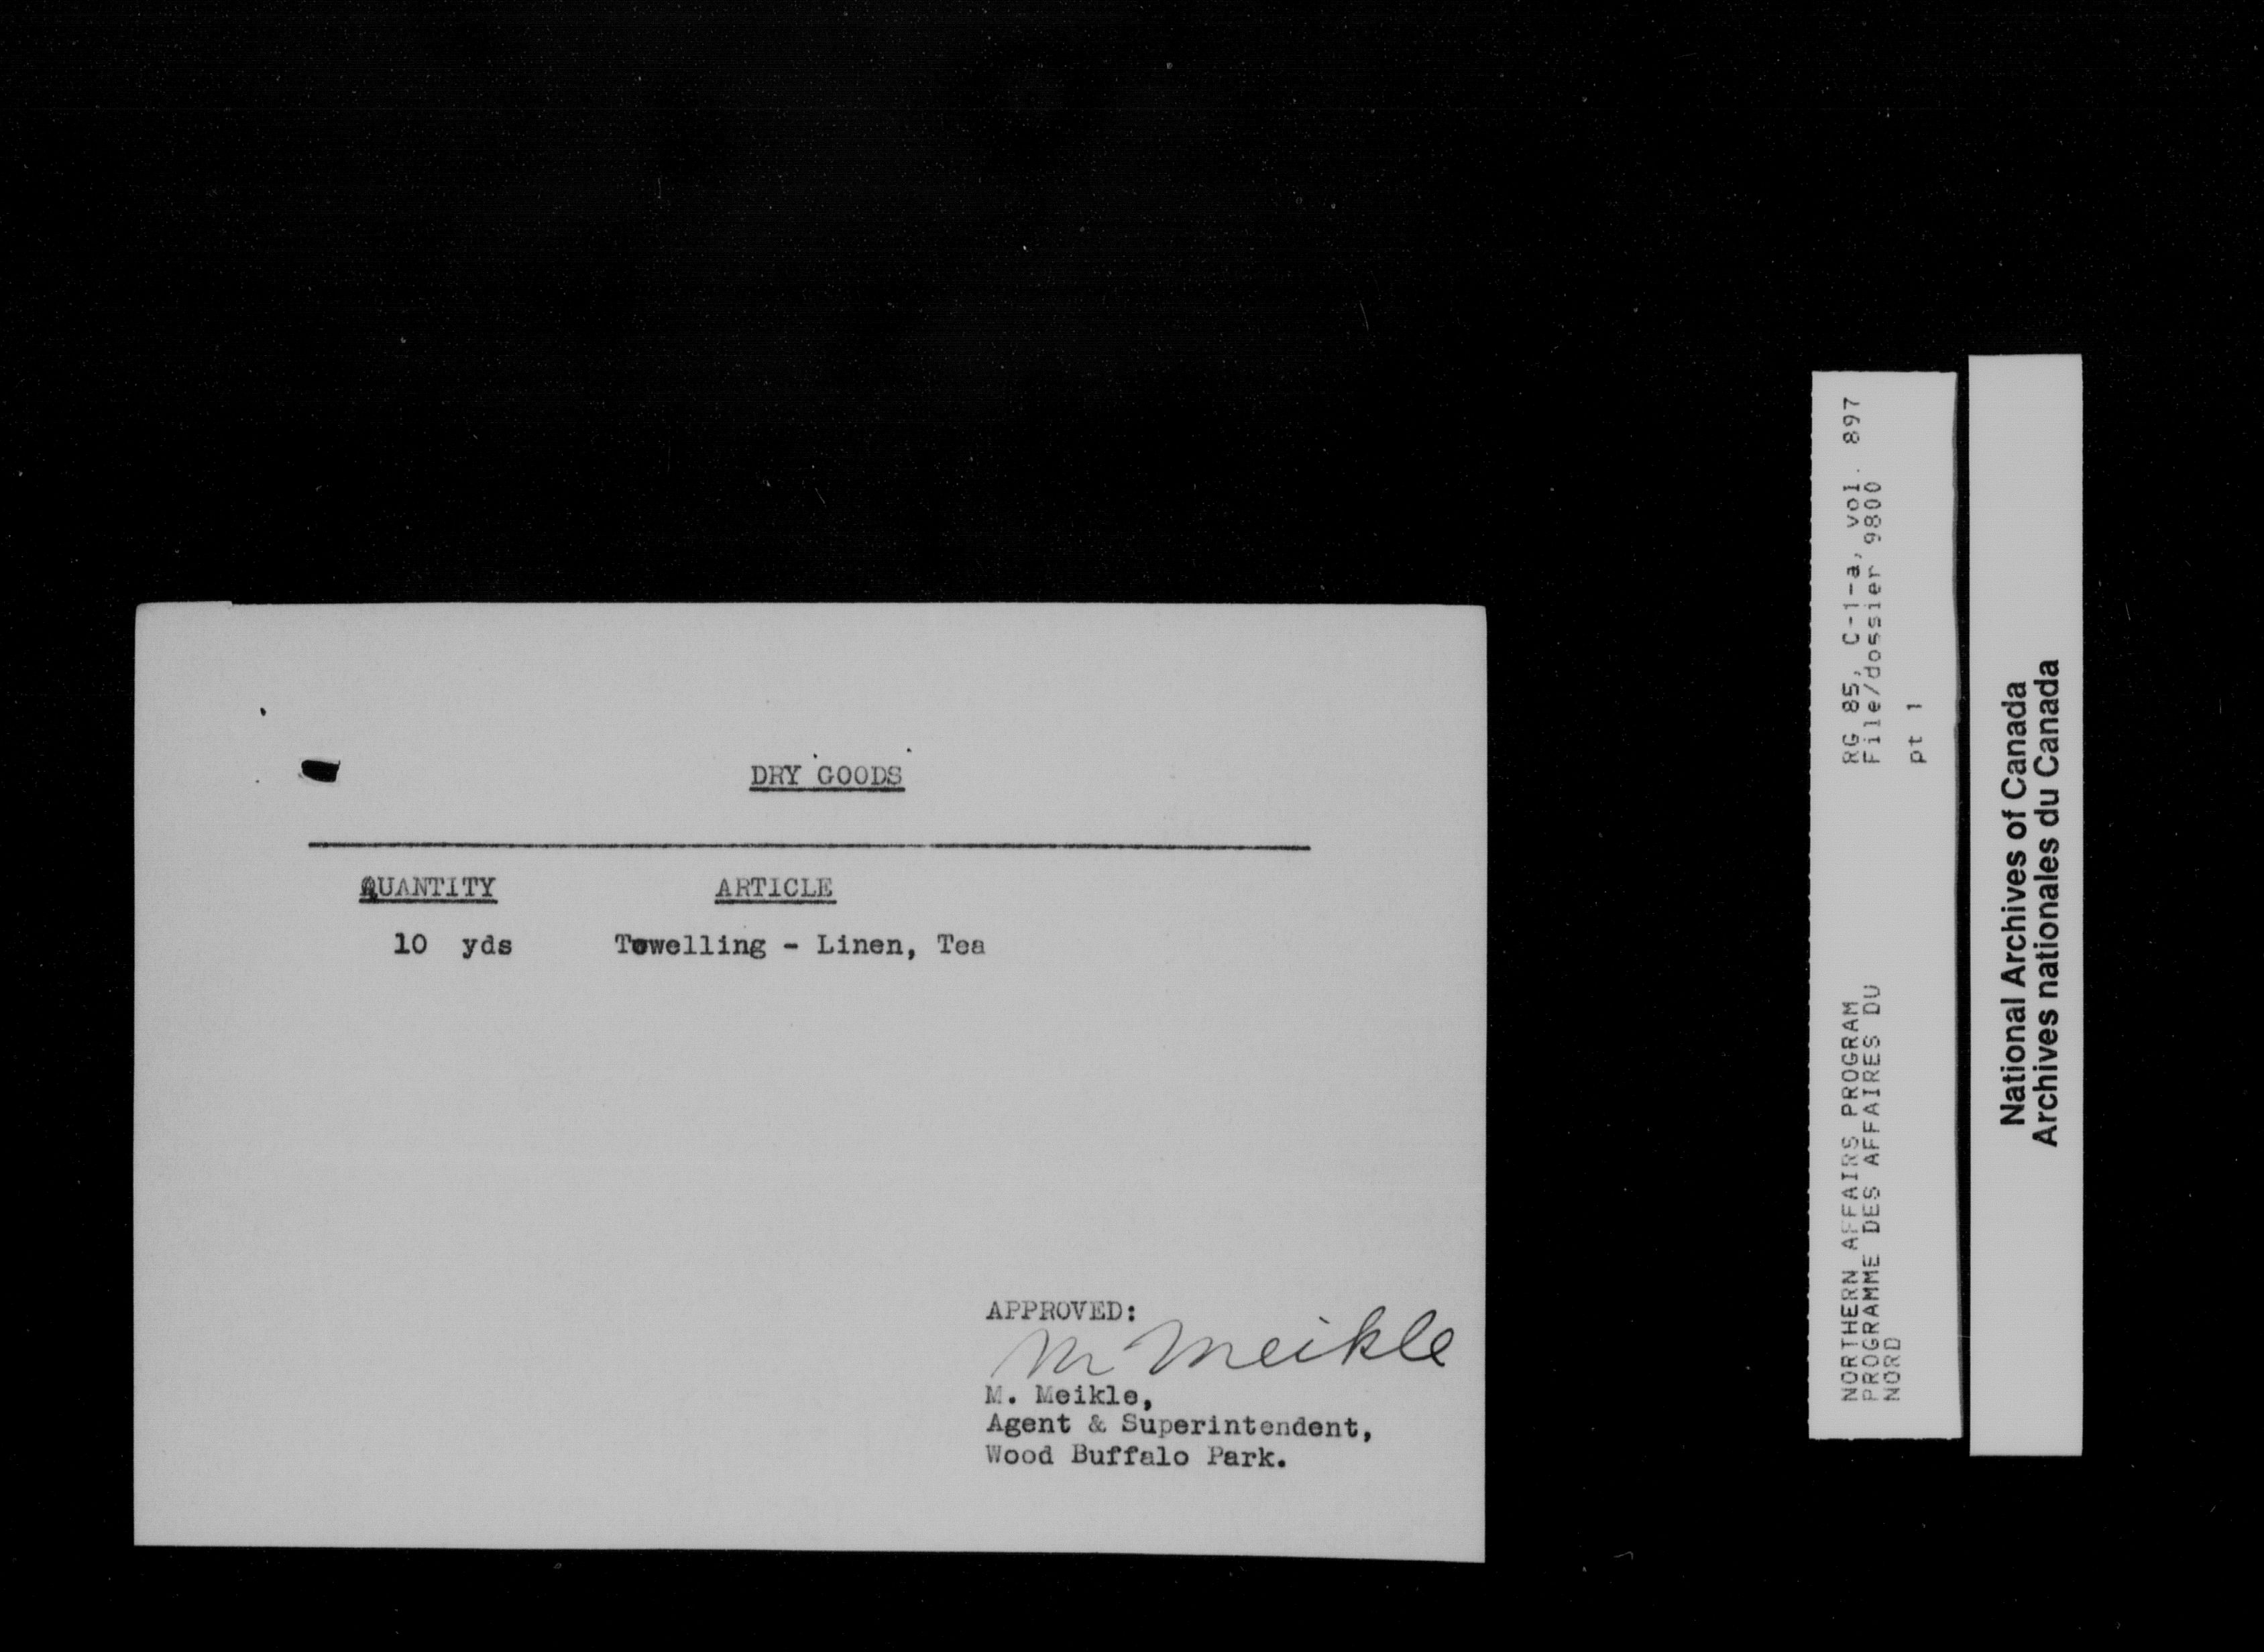 DRY GOODS
QUANTITY ARTICLE
10 yds Towelling - Linen, Tea
APPROVED:
M Meikle
M. Meikle,
Agent & Superintendent,
Wood Buffalo Park.
RG 85, C-1-a, vol. 897
File/dossier 9800
pt 1
NORTHERN AFFAIRS PROGRAM
PROGRAMME DES AFFAIRES DU
NORD
National Archives of Canada
Archives nationales du Canada